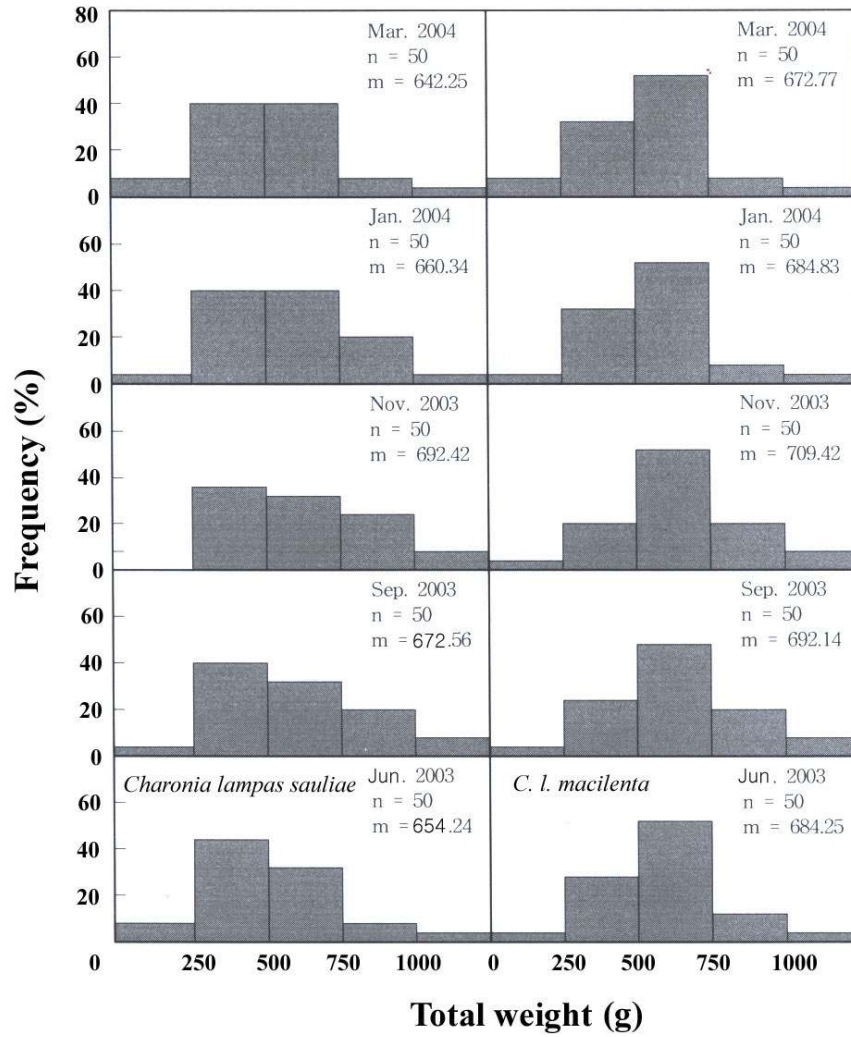 80
60
40
20
0
Mar. 2004
n = 50
m = 642.25
Mar. 2004
n = 50
m = 672.77
60
40
20
0
Jan. 2004
n = 50
m = 660.34
Jan. 2004
n = 50
m = 684.83
60
40
20
0
Nov. 2003
n = 50
m = 692.42
Nov. 2003
n = 50
m = 709.42
60
40
20
0
Sep. 2003
n = 50
m = 672.56
Sep. 2003
n = 50
m = 692.14
60
40
20
Charonia lampas sauliae
Jun. 2003
n = 50
m = 654.24
C. l. macilenta
Jun. 2003
n = 50
m = 684.25
0 250 500 750 1000 0 250 500 750 1000
Frequency (%)
Total weight (g)